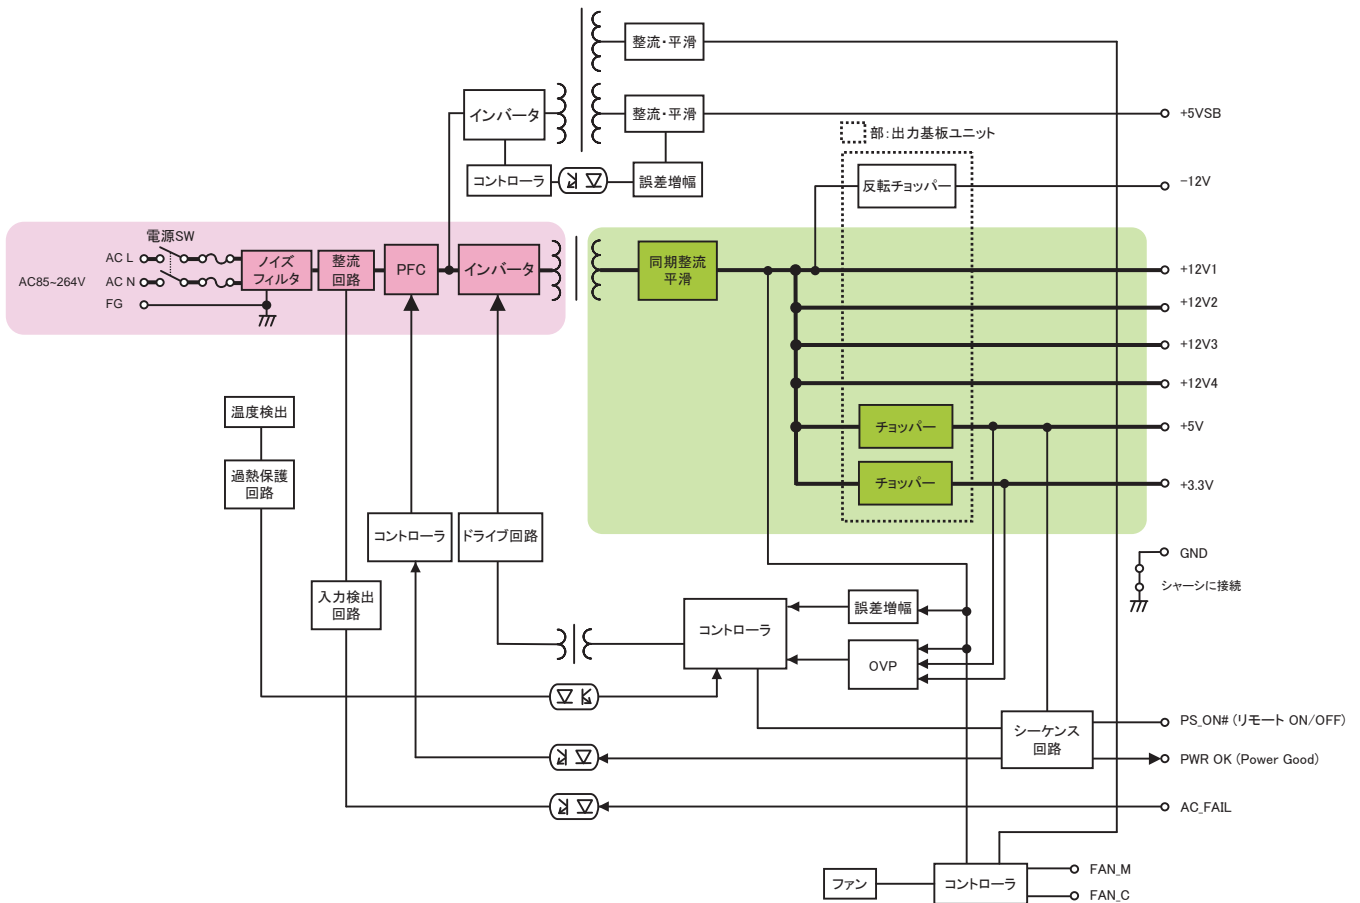 整流・平滑
インバータ
整流・平滑
+5VSB
部:出力基板ユニット
コントローラ
誤差増幅
反転チョッパー
-12V
電源SW
AC85~264V
AC L
AC N
FG
ノイズ
フィルタ
整流
回路
PFC
インバータ
同期整流
平滑
+12V1
+12V2
+12V3
+12V4
温度検出
チョッパー
+5V
過熱保護
回路
チョッパー
+3.3V
コントローラ
ドライブ回路
GND
シャーシに接続
入力検出
回路
コントローラ
誤差増幅
OVP
シーケンス
回路
PS_ON# (リモート ON/OFF)
PWR OK (Power Good)
AC_FAIL
ファン
コントローラ
FAN_M
FAN_C